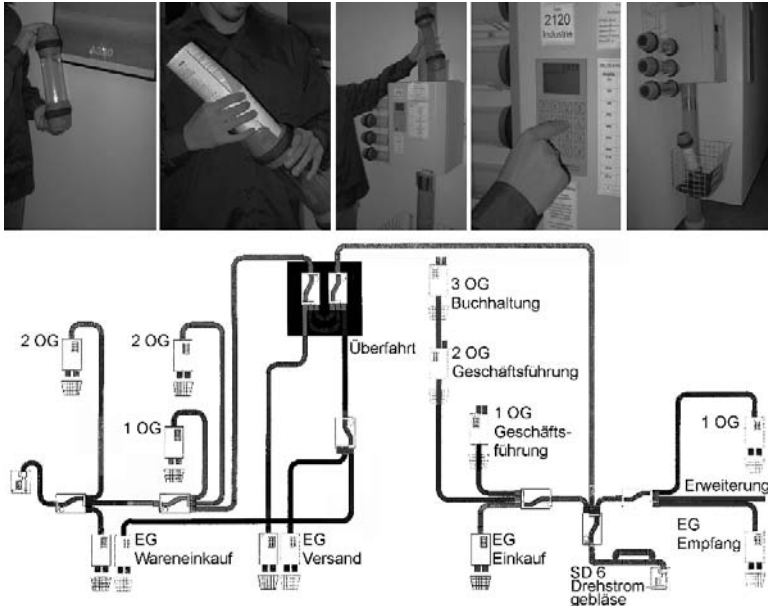 2120
Industrie
3 OG
Buchhaltung
2 OG
2 OG
Überfahrt
2 OG
Geschäftsführung
1 OG
1 OG
Geschäfts-
führung
1 OG
Erweiterung
EG
Wareneinkauf
EG
Versand
EG
Einkauf
EG
Empfang
SD 6
Drehstrom
gebläse